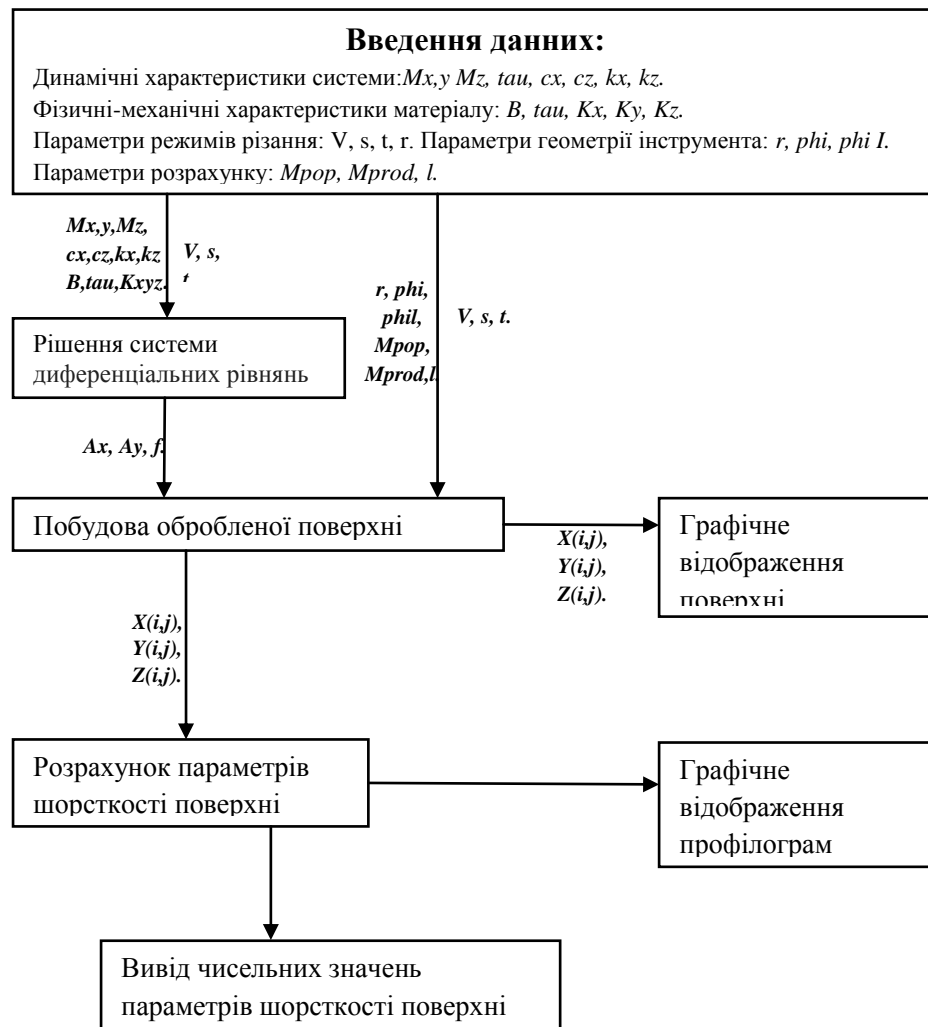 Введення данних:
Динамічні характеристики системи:Mx,y Mz, tau, cx, cz, kx, kz.
Фізичні-механічні характеристики матеріалу: B, tau, Kx, Ky, Kz.
Параметри режимів різання: V, s, t, r. Параметри геометрії інструмента: r, phi, phi I.
Параметри розрахунку: Mpop, Mprod, l.
Mx,y,Mz,
cx,cz,kx,kz
B,tau,Kxyz.
V, s,
t
r, phi,
phil,
Mpop,
Mprod,l.
V, s, t.
Рішення системи
диференціальних рівнянь
Ax, Ay, f.
Побудова обробленої поверхні
X(i,j),
Y(i,j),
Z(i,j).
Графічне
відображення
поверхні
X(i,j),
Y(i,j),
Z(i,j).
Розрахунок параметрів
шорсткості поверхні
Графічне
відображення
профілограм
Вивід чисельних значень
параметрів шорсткості поверхні